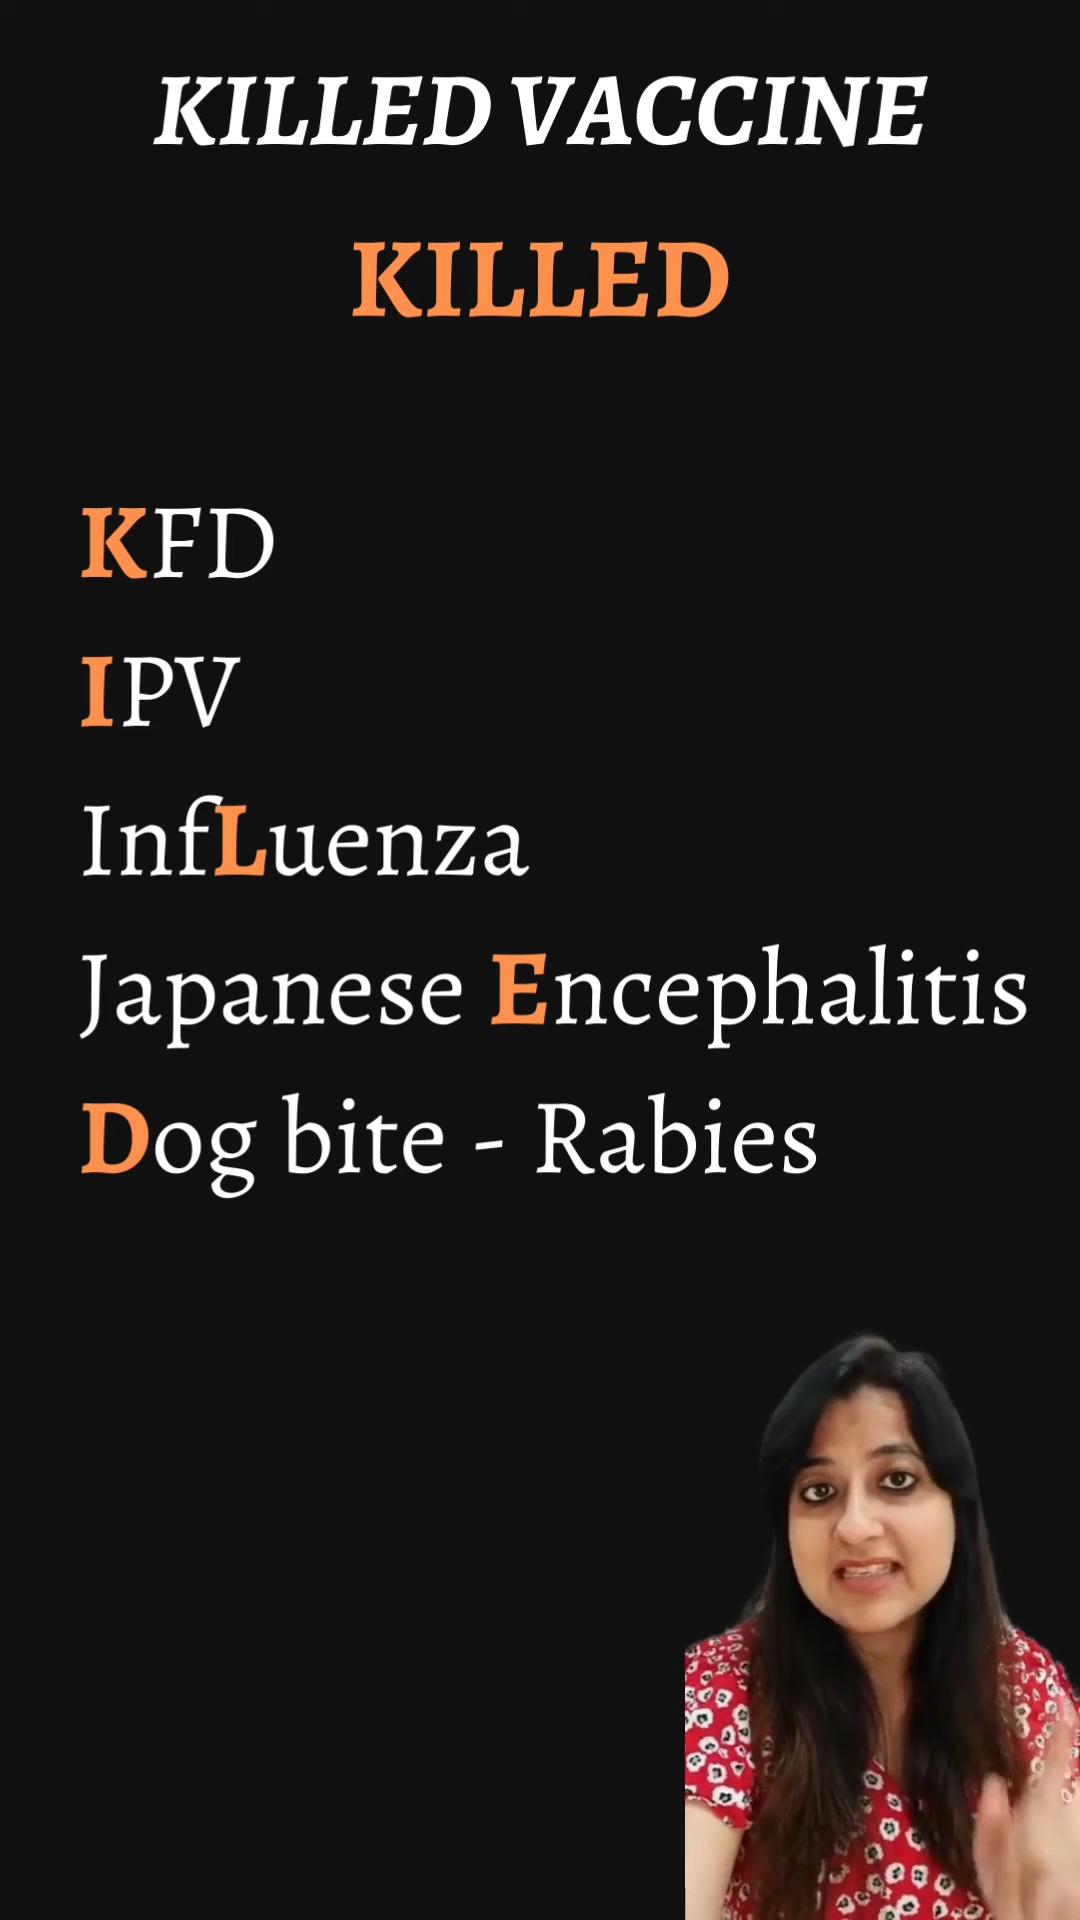 KILLED VACCINE
KILLED
KFD
IPV
InfLuenza
Japanese Encephalitis
Dog bite - Rabies